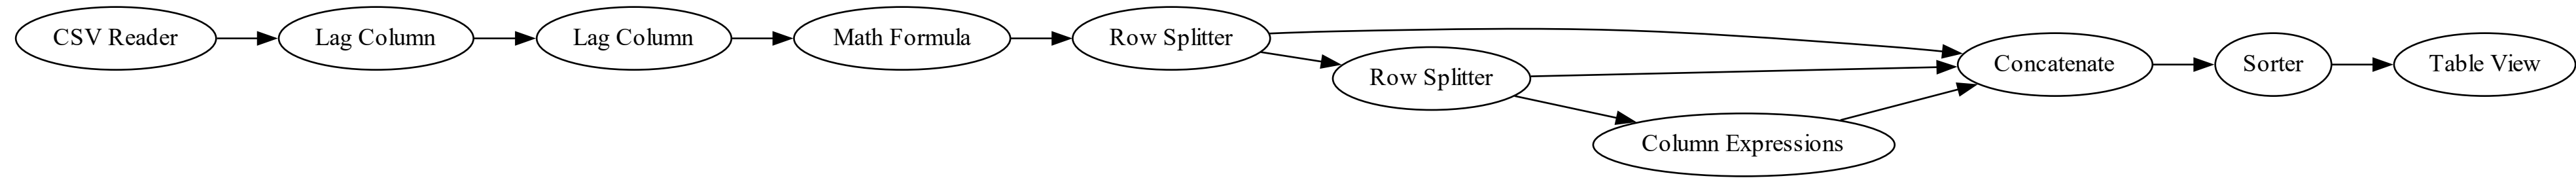 CSV Reader
Lag Column
Lag Column
Math Formula
Row Splitter
Row Splitter
Column Expressions
Concatenate
Sorter
Table View